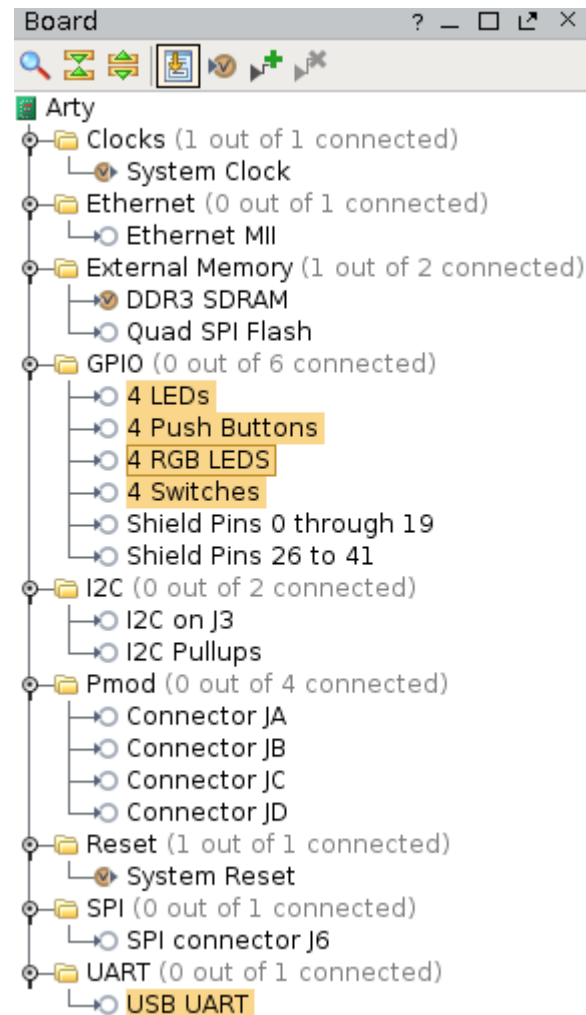 Board ?
Arty
Clocks (1 out of 1 connected)
System Clock
Ethernet (0 out of 1 connected)
Ethernet MII
External Memory (1 out of 2 connected)
DDR3 SDRAM
Quad SPI Flash
GPIO (0 out of 6 connected)
4 LEDs
4 Push Buttons
4 RGB LEDS
4 Switches
Shield Pins 0 through 19
Shield Pins 26 to 41
I2C (0 out of 2 connected)
I2C on J3
I2C Pullups
Pmod (0 out of 4 connected)
Connector JA
Connector JB
Connector JC
Connector JD
Reset (1 out of 1 connected)
System Reset
SPI (0 out of 1 connected)
SPI connector J6
UART (0 out of 1 connected)
USB UART